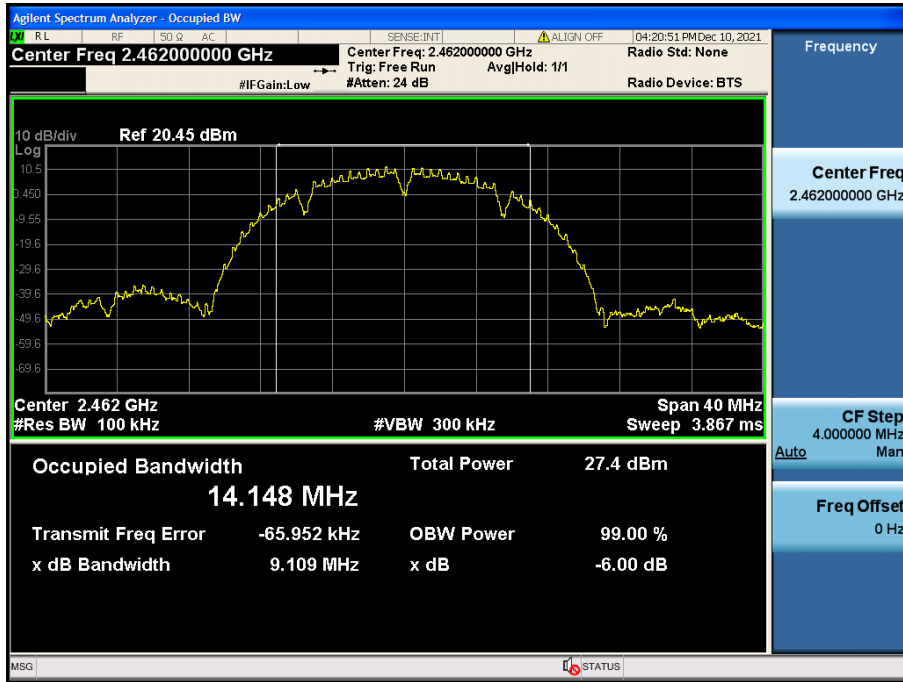 Agilent Spectrum Analyzer - Occupied BW
LXI RL RF 50 Ω AC SENSE:INT ALIGN OFF 04:20:51 PM Dec 10, 2021
Center Freq 2.462000000 GHz
Center Freq: 2.462000000 GHz Radio Std: None
Trig: Free Run Avg|Hold: 1/1
#IFGain:Low #Atten: 24 dB Radio Device: BTS
10 dB/div Ref 20.45 dBm
Log
10.5
0.450
-9.55
-19.6
-29.6
-39.6
-49.6
-59.6
-69.6
Center 2.462 GHz Span 40 MHz
#Res BW 100 kHz #VBW 300 kHz Sweep 3.867 ms
Occupied Bandwidth Total Power 27.4 dBm
14.148 MHz
Transmit Freq Error -65.952 kHz OBW Power 99.00 %
x dB Bandwidth 9.109 MHz x dB -6.00 dB
MSG STATUS
Frequency
Center Freq
2.462000000 GHz
CF Step
4.000000 MHz
Auto Man
Freq Offset
0 Hz